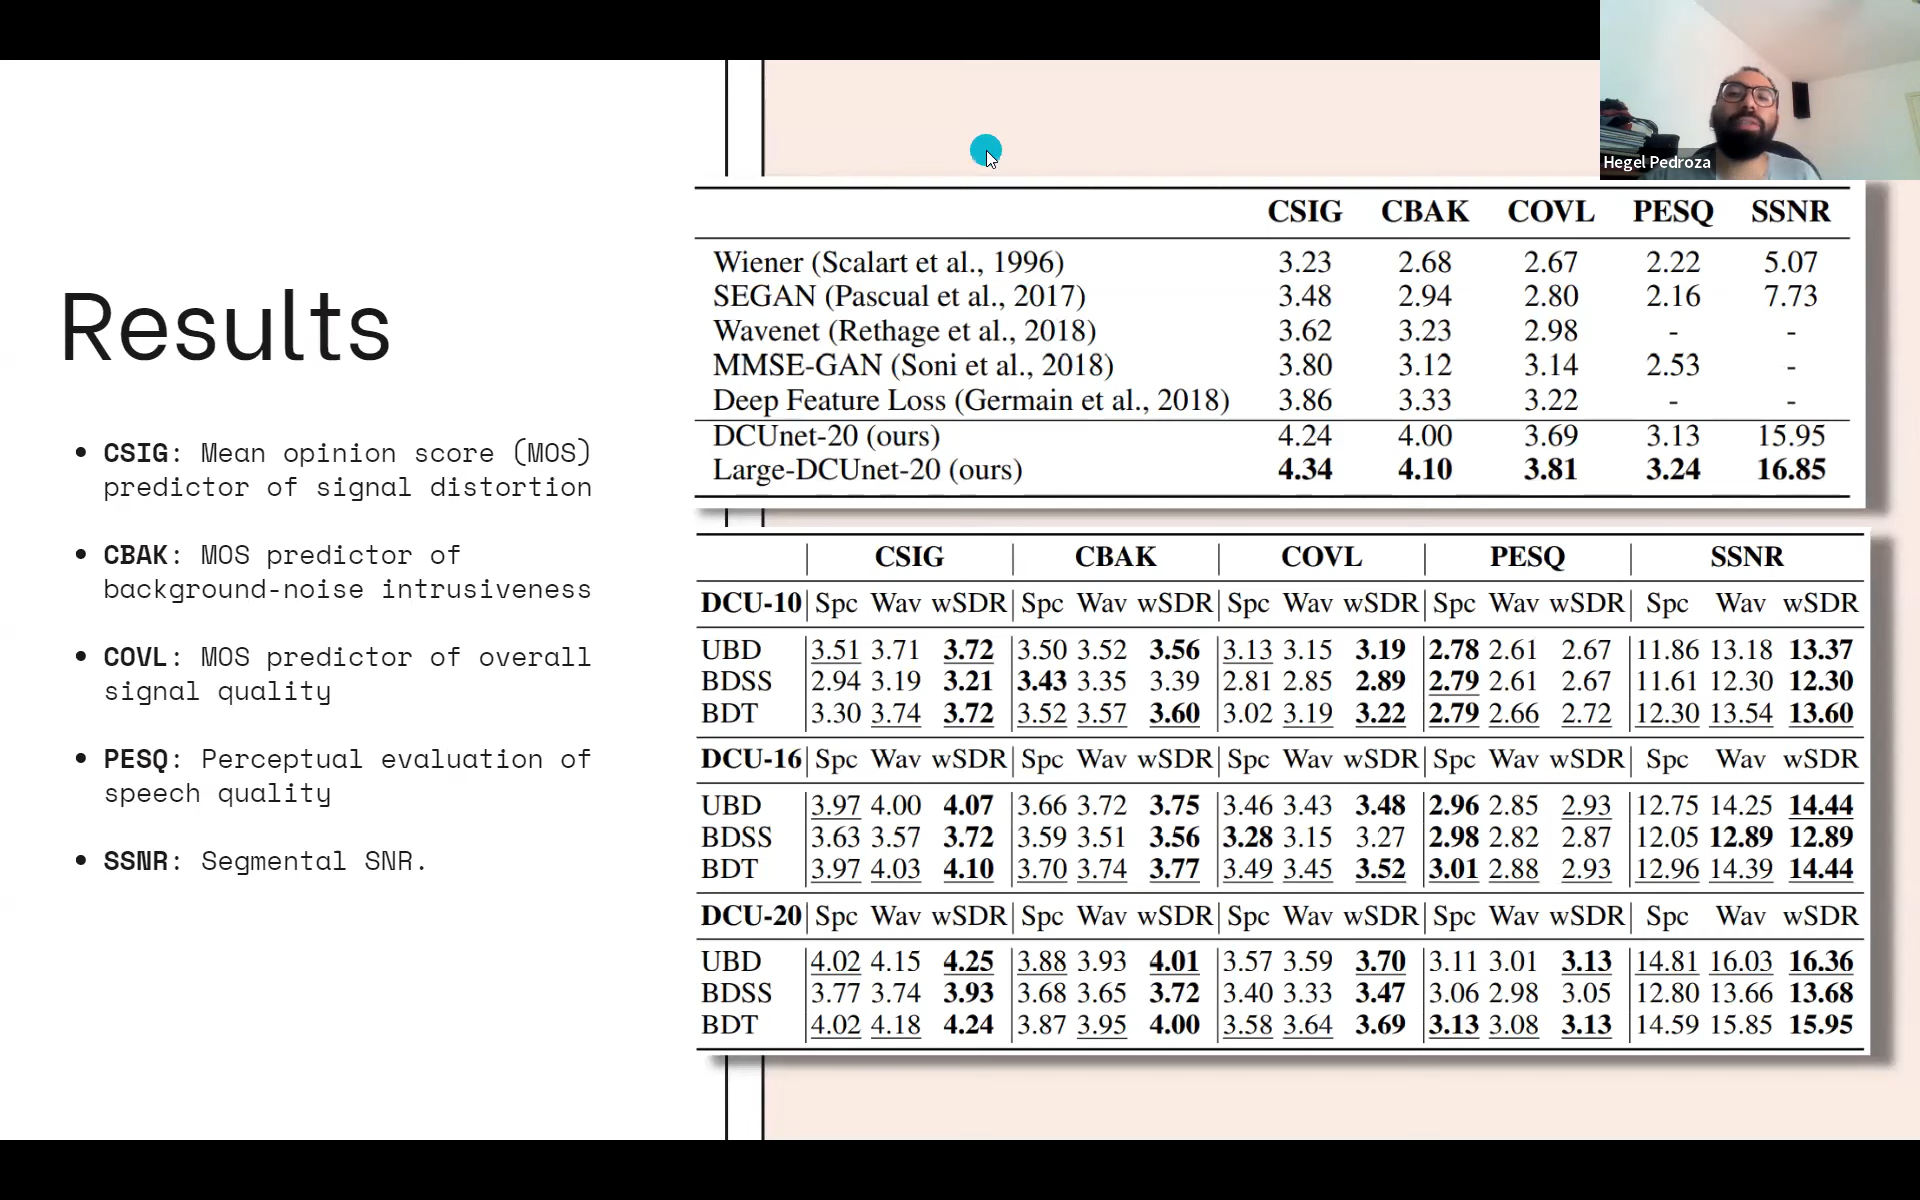 Hegel Pedroza
Results
• CSIG: Mean opinion score (MOS)
predictor of signal distortion
• CBAK: MOS predictor of
background-noise intrusiveness
• COVL: MOS predictor of overall
signal quality
• PESQ: Perceptual evaluation of
speech quality
• SSNR: Segmental SNR.
CSIG CBAK COVL PESQ SSNR
Wiener (Scalart et al., 1996) 3.23 2.68 2.67 2.22 5.07
SEGAN (Pascual et al., 2017) 3.48 2.94 2.80 2.16 7.73
Wavenet (Rethage et al., 2018) 3.62 3.23 2.98 - -
MMSE-GAN (Soni et al., 2018) 3.80 3.12 3.14 2.53 -
Deep Feature Loss (Germain et al., 2018) 3.86 3.33 3.22 - -
DCUnet-20 (ours) 4.24 4.00 3.69 3.13 15.95
Large-DCUnet-20 (ours) 4.34 4.10 3.81 3.24 16.85
CSIG CBAK COVL PESQ SSNR
DCU-10 Spc Wav wSDR Spc Wav wSDR Spc Wav wSDR Spc Wav wSDR Spc Wav wSDR
UBD 3.51 3.71 3.72 3.50 3.52 3.56 3.13 3.15 3.19 2.78 2.61 2.67 11.86 13.18 13.37
BDSS 2.94 3.19 3.21 3.43 3.35 3.39 2.81 2.85 2.89 2.79 2.61 2.67 11.61 12.30 12.30
BDT 3.30 3.74 3.72 3.52 3.57 3.60 3.02 3.19 3.22 2.79 2.66 2.72 12.30 13.54 13.60
DCU-16 Spc Wav wSDR Spc Wav wSDR Spc Wav wSDR Spc Wav wSDR Spc Wav wSDR
UBD 3.97 4.00 4.07 3.66 3.72 3.75 3.46 3.43 3.48 2.96 2.85 2.93 12.75 14.25 14.44
BDSS 3.63 3.57 3.72 3.59 3.51 3.56 3.28 3.15 3.27 2.98 2.82 2.87 12.05 12.89 12.89
BDT 3.97 4.03 4.10 3.70 3.74 3.77 3.49 3.45 3.52 3.01 2.88 2.93 12.96 14.39 14.44
DCU-20 Spc Wav wSDR Spc Wav wSDR Spc Wav wSDR Spc Wav wSDR Spc Wav wSDR
UBD 4.02 4.15 4.25 3.88 3.93 4.01 3.57 3.59 3.70 3.11 3.01 3.13 14.81 16.03 16.36
BDSS 3.77 3.74 3.93 3.68 3.65 3.72 3.40 3.33 3.47 3.06 2.98 3.05 12.80 13.66 13.68
BDT 4.02 4.18 4.24 3.87 3.95 4.00 3.58 3.64 3.69 3.13 3.08 3.13 14.59 15.85 15.95